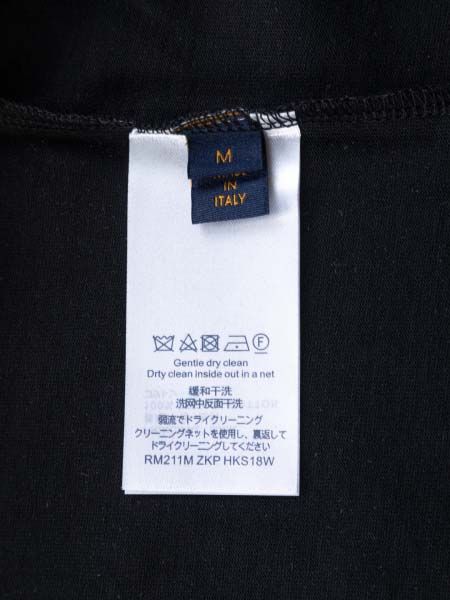 M
IN
ITALY
F
Gentle dry clean
Drty clean inside out in a net
缓和干洗
洗网中反面干洗
弱流でドライクリーニング
クリーニングネットを使用し、裏返して
ドライクリーニングしてください
RM211M ZKP HKS18W